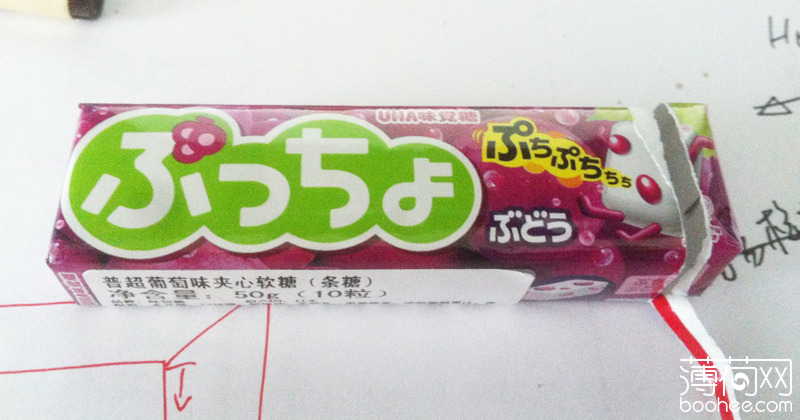 UHA味覚糖
ぷっちょ
ぷちぷちちち
ぶどう
普超葡萄味夹心软糖（条糖）
净含量：50g（10粒）
薄荷网
boohee.com